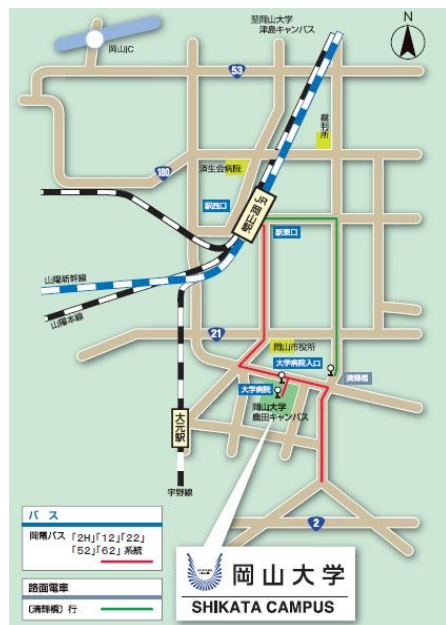 至岡山大学
津島キャンパス
N
岡山IC
53
裁判所
180
済生会病院
駅西口
JR岡山駅
駅東口
山陽新幹線
山陽本線
21
岡山市役所
大学病院入口
清輝橋
大学病院
岡山大学
鹿田キャンパス
大元駅
宇野線
2
バス
岡電バス 「2H」「12」「22」
「52」「62」系統
路面電車
〔清輝橋〕行
岡山大学
SHIKATA CAMPUS